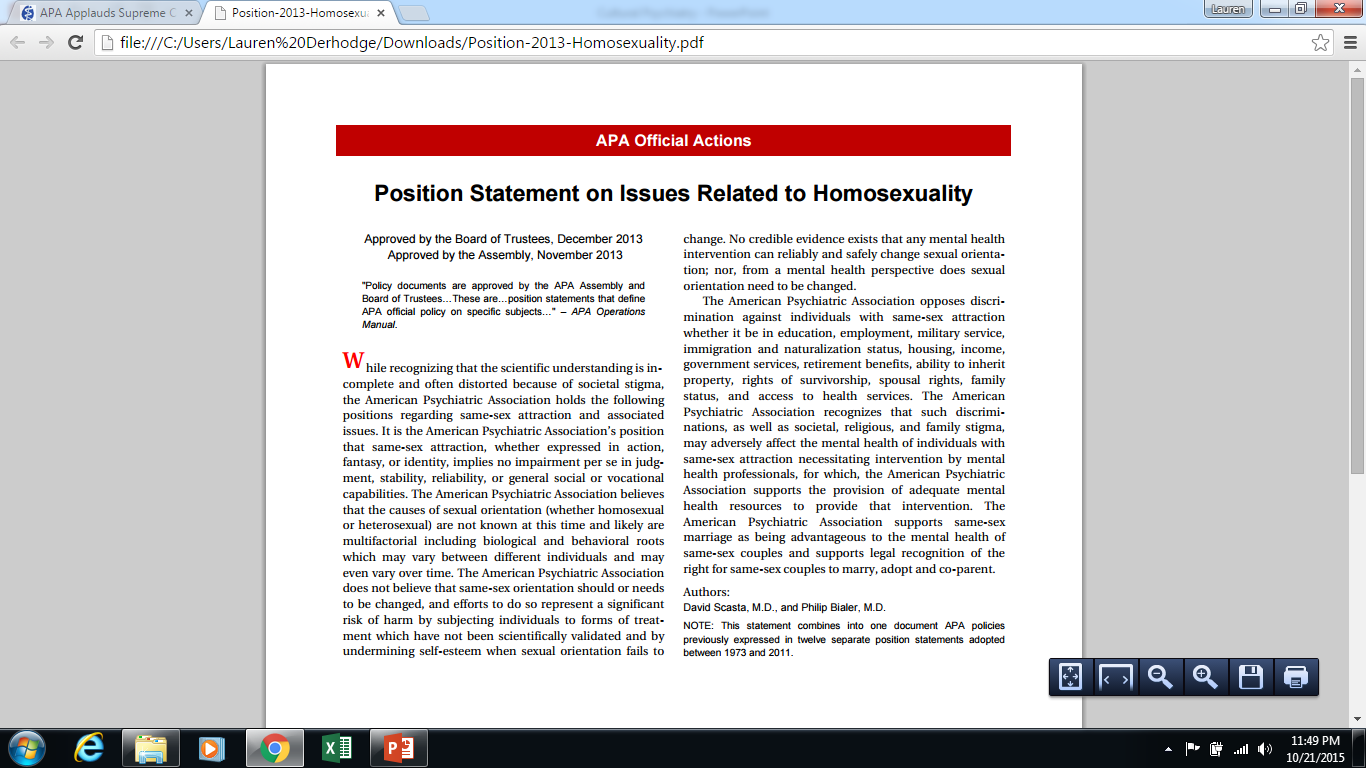 APA Applauds Supreme C
Position-2013-Homosexua
Cultural Psychiatry - PowerPoint
Lauren
file:///C:/Users/Lauren%20Derhodge/Downloads/Position-2013-Homosexuality.pdf
APA Official Actions
Position Statement on Issues Related to Homosexuality
Approved by the Board of Trustees, December 2013
Approved by the Assembly, November 2013
"Policy documents are approved by the APA Assembly and
Board of Trustees…These are…position statements that define
APA official policy on specific subjects…" – APA Operations
Manual.
While recognizing that the scientific understanding is in-
complete and often distorted because of societal stigma,
the American Psychiatric Association holds the following
positions regarding same-sex attraction and associated
issues. It is the American Psychiatric Association's position
that same-sex attraction, whether expressed in action,
fantasy, or identity, implies no impairment per se in judg-
ment, stability, reliability, or general social or vocational
capabilities. The American Psychiatric Association believes
that the causes of sexual orientation (whether homosexual
or heterosexual) are not known at this time and likely are
multifactorial including biological and behavioral roots
which may vary between different individuals and may
even vary over time. The American Psychiatric Association
does not believe that same-sex orientation should or needs
to be changed, and efforts to do so represent a significant
risk of harm by subjecting individuals to forms of treat-
ment which have not been scientifically validated and by
undermining self-esteem when sexual orientation fails to
change. No credible evidence exists that any mental health
intervention can reliably and safely change sexual orienta-
tion; nor, from a mental health perspective does sexual
orientation need to be changed.
The American Psychiatric Association opposes discri-
mination against individuals with same-sex attraction
whether it be in education, employment, military service,
immigration and naturalization status, housing, income,
government services, retirement benefits, ability to inherit
property, rights of survivorship, spousal rights, family
status, and access to health services. The American
Psychiatric Association recognizes that such discrimi-
nations, as well as societal, religious, and family stigma,
may adversely affect the mental health of individuals with
same-sex attraction necessitating intervention by mental
health professionals, for which, the American Psychiatric
Association supports the provision of adequate mental
health resources to provide that intervention. The
American Psychiatric Association supports same-sex
marriage as being advantageous to the mental health of
same-sex couples and supports legal recognition of the
right for same-sex couples to marry, adopt and co-parent.
Authors:
David Scasta, M.D., and Philip Bialer, M.D.
NOTE: This statement combines into one document APA policies
previously expressed in twelve separate position statements adopted
between 1973 and 2011.
11:49 PM
10/21/2015